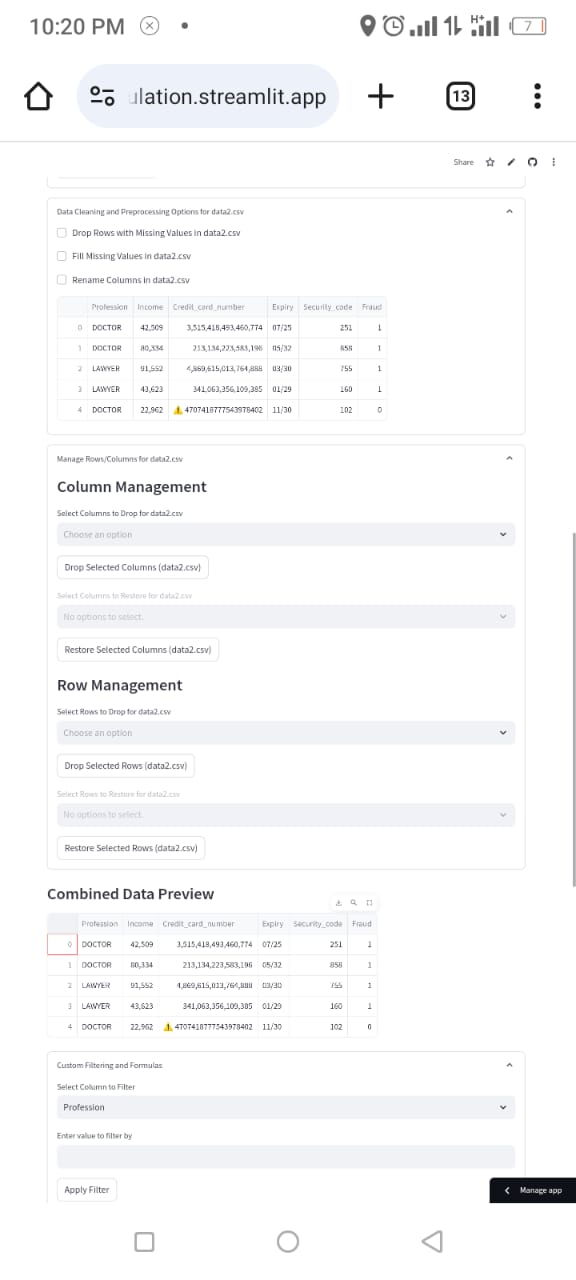 10:20 PM
H+
7
ulation.streamlit.app
13
Share
Data Cleaning and Preprocessing Options for data2.csv
Drop Rows with Missing Values in data2.csv
Fill Missing Values in data2.csv
Rename Columns in data2.csv
Profession Income Credit_card_number Expiry Security_code Fraud
0 DOCTOR 42,509 3,515,418,493,460,774 07/25 251 1
1 DOCTOR 80,334 213,134,223,583,196 05/32 858 1
2 LAWYER 91,552 4,869,615,013,764,888 03/30 755 1
3 LAWYER 43,623 341,063,356,109,385 01/29 160 1
4 DOCTOR 22,962 ⚠ 4707418777543978402 11/30 102 0
Manage Rows/Columns for data2.csv
Column Management
Select Columns to Drop for data2.csv
Choose an option
Drop Selected Columns (data2.csv)
Select Columns to Restore for data2.csv
No options to select.
Restore Selected Columns (data2.csv)
Row Management
Select Rows to Drop for data2.csv
Choose an option
Drop Selected Rows (data2.csv)
Select Rows to Restore for data2.csv
No options to select.
Restore Selected Rows (data2.csv)
Combined Data Preview
Profession Income Credit_card_number Expiry Security_code Fraud
0 DOCTOR 42,509 3,515,418,493,460,774 07/25 251 1
1 DOCTOR 80,334 213,134,223,583,196 05/32 858 1
2 LAWYER 91,552 4,869,615,013,764,888 03/30 755 1
3 LAWYER 43,623 341,063,356,109,385 01/29 160 1
4 DOCTOR 22,962 ⚠ 4707418777543978402 11/30 102 0
Custom Filtering and Formulas
Select Column to Filter
Profession
Enter value to filter by
Apply Filter
Manage app